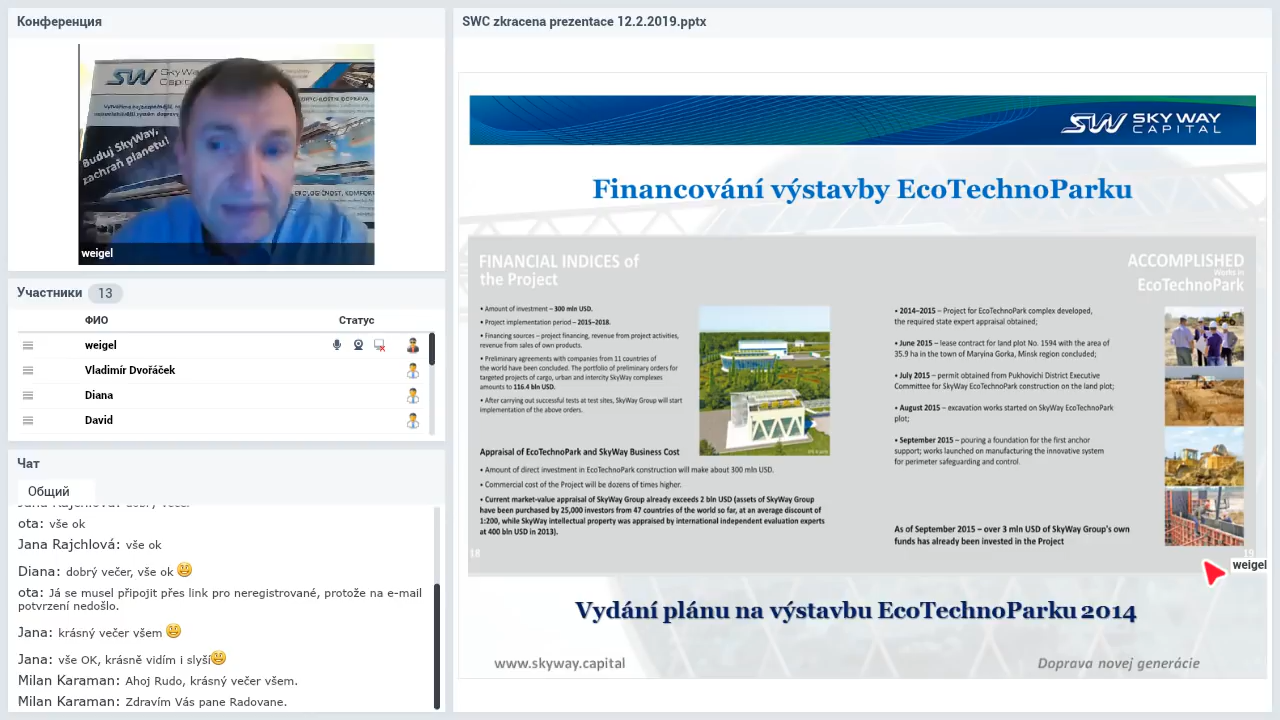 Конференция
SW
Buduj SkyWay,
zachraň planetu!
weigel
Участники 13
ФИО Статус
weigel
Vladimír Dvořáček
Diana
David
Чат
Общий
ota: vše ok
Jana Rajchlová: vše ok
Diana: dobrý večer, vše ok
ota: Já se musel připojit přes link pro neregistrované, protože na e-mail
potvrzení nedošlo.
Jana: krásný večer všem
Jana: vše OK, krásně vidím i slyší
Milan Karaman: Ahoj Rudo, krásný večer všem.
Milan Karaman: Zdravím Vás pane Radovane.
SWC zkracena prezentace 12.2.2019.pptx
SW SKY WAY
CAPITAL
Financování výstavby EcoTechnoParku
FINANCIAL INDICES of
the Project
• Amount of investment – 300 mln USD.
• Project implementation period – 2015–2018.
• Financing sources – project financing, revenue from project activities,
revenue from sales of own products.
• Preliminary agreements with companies from 11 countries of
the world have been concluded. The portfolio of preliminary orders for
targeted projects of cargo, urban and intercity SkyWay complexes
amounts to 116.4 bln USD.
• After carrying out successful tests at test sites, SkyWay Group will start
implementation of the above orders.
Appraisal of EcoTechnoPark and SkyWay Business Cost
• Amount of direct investment in EcoTechnoPark construction will make about 300 mln USD.
• Commercial cost of the Project will be dozens of times higher.
• Current market-value appraisal of SkyWay Group already exceeds 2 bln USD (assets of SkyWay Group
have been purchased by 25,000 investors from 47 countries of the world so far, at an average discount of
1:200, while SkyWay intellectual property was appraised by international independent evaluation experts
at 400 bln USD in 2013).
18
ACCOMPLISHED
Works in
EcoTechnoPark
• 2014–2015 – Project for EcoTechnoPark complex developed,
the required state expert appraisal obtained;
• June 2015 – lease contract for land plot No. 1594 with the area of
35.9 ha in the town of Maryina Gorka, Minsk region concluded;
• July 2015 – permit obtained from Pukhovichi District Executive
Committee for SkyWay EcoTechnoPark construction on the land plot;
• August 2015 – excavation works started on SkyWay EcoTechnoPark
plot;
• September 2015 – pouring a foundation for the first anchor
support; works launched on manufacturing the innovative system
for perimeter safeguarding and control.
As of September 2015 – over 3 mln USD of SkyWay Group's own
funds has already been invested in the Project
19
weigel
Vydání plánu na výstavbu EcoTechnoParku 2014
www.skyway.capital
Doprava novej generácie